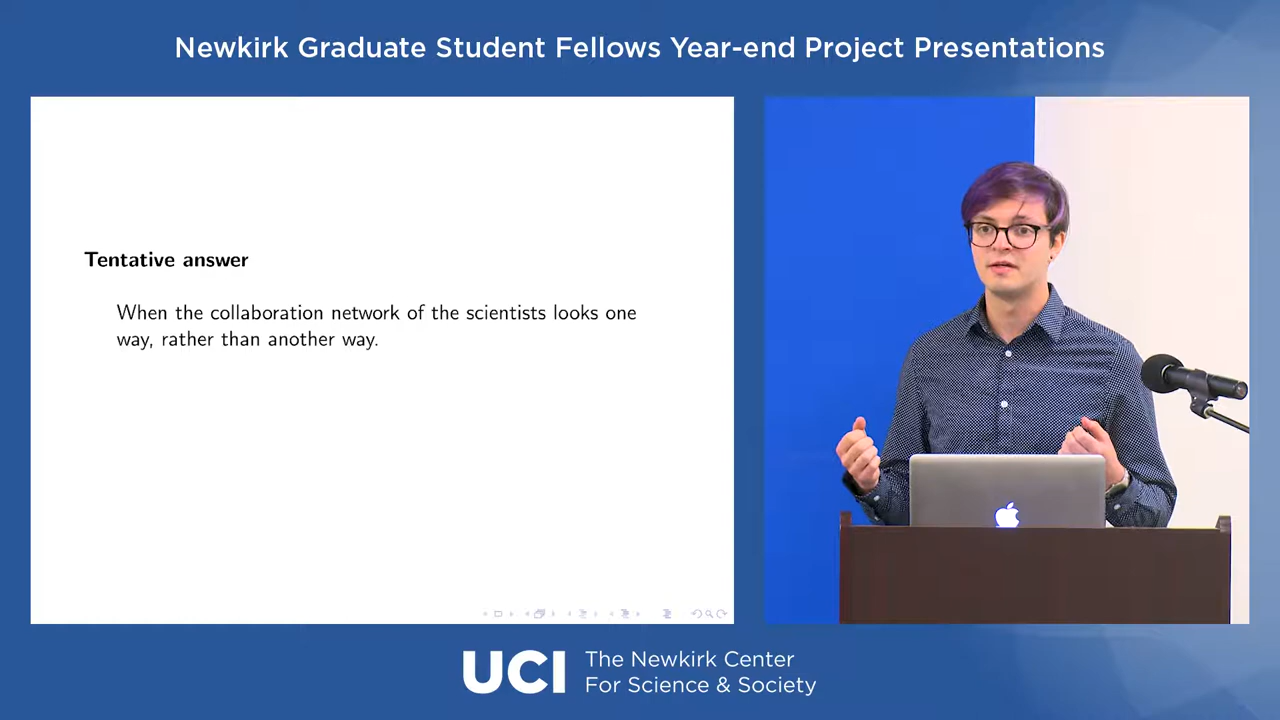 Newkirk Graduate Student Fellows Year-end Project Presentations
Tentative answer
When the collaboration network of the scientists looks one
way, rather than another way.
UCI
The Newkirk Center
For Science & Society